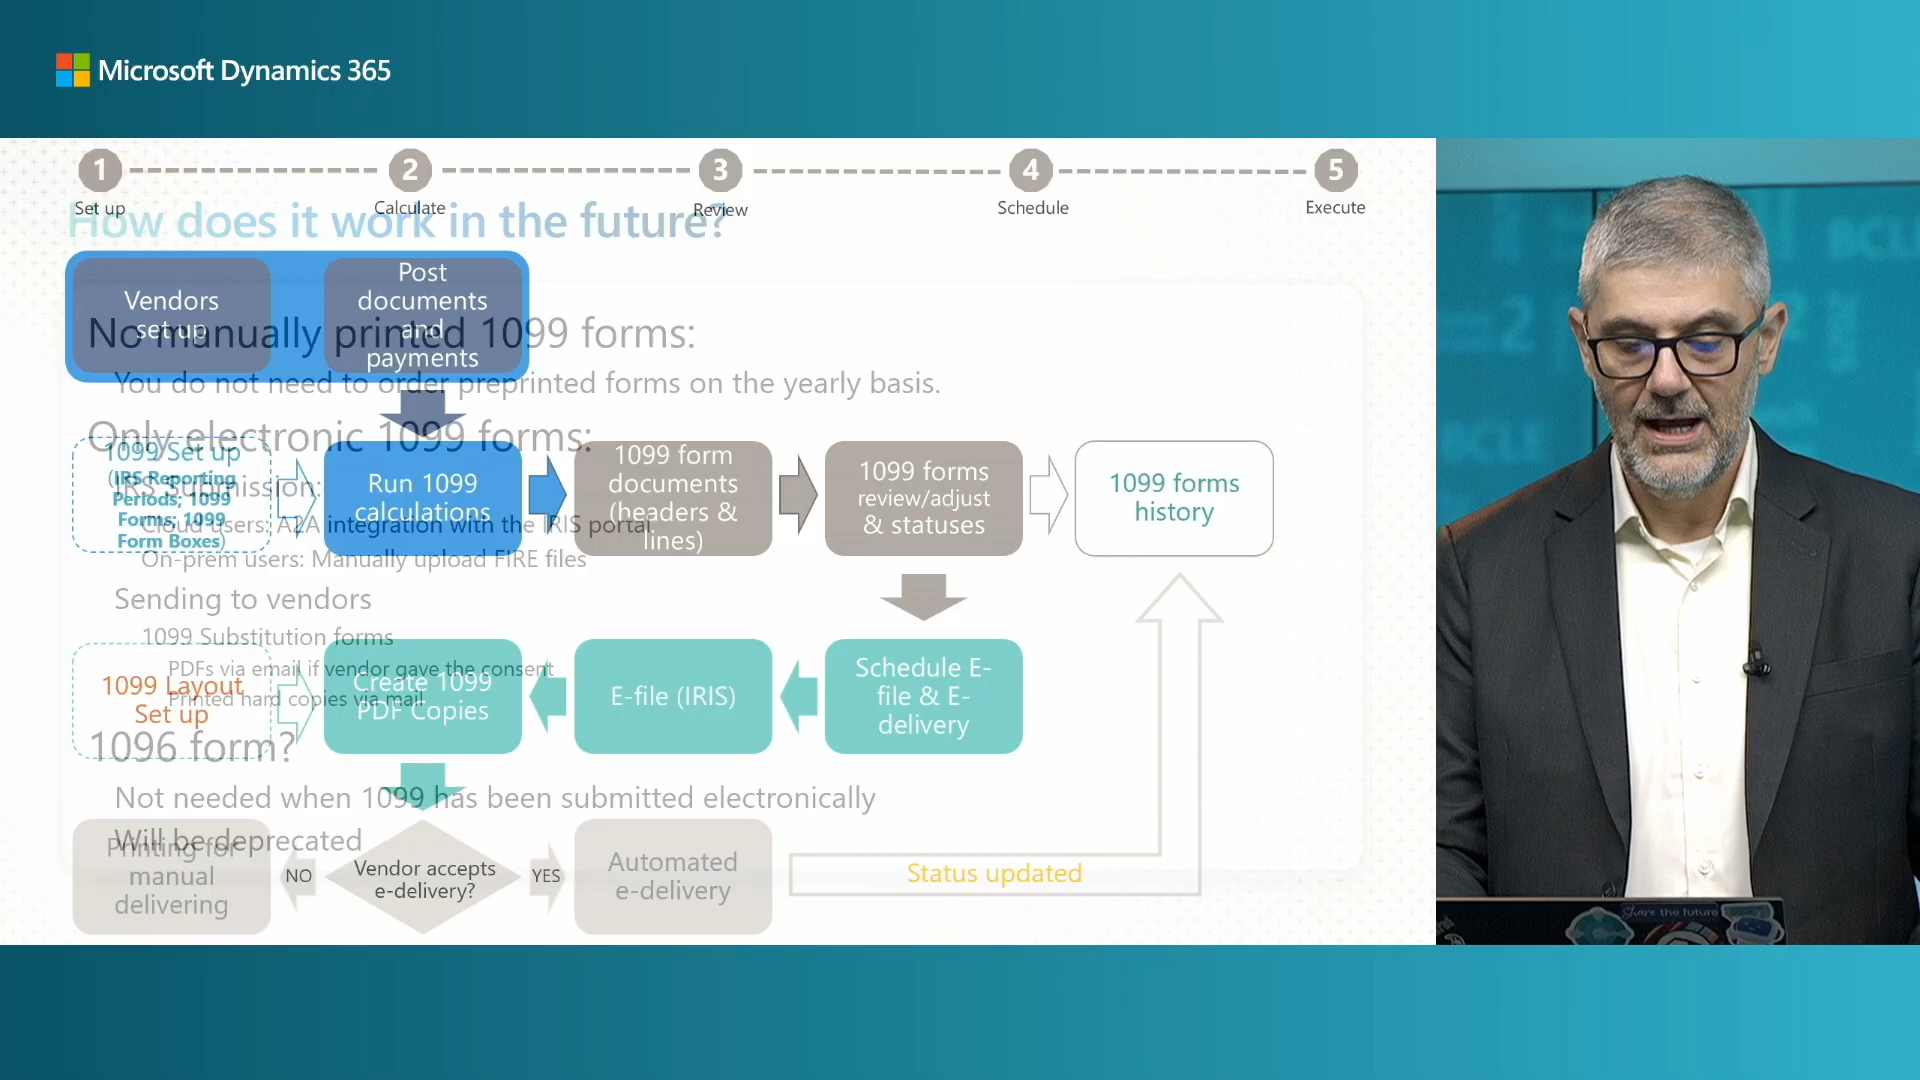 Microsoft Dynamics 365
1
2
3
4
5
Set up
Calculate
Review
Schedule
Execute
How does it work in the future?
Vendors
set up
Post
documents
and
payments
No manually printed 1099 forms:
You do not need to order preprinted forms on the yearly basis.
Only electronic 1099 forms:
IRS Submission:
Cloud users: A2A integration with the IRIS portal
On-prem users: Manually upload FIRE files
Sending to vendors
1099 Substitution forms
PDFs via email if vendor gave the consent
Printed hard copies via mail
1096 form?
Not needed when 1099 has been submitted electronically
Will be deprecated
1099 Set up
(IRS Reporting
Periods; 1099
Forms; 1099
Form Boxes)
Run 1099
calculations
1099 form
documents
(headers &
lines)
1099 forms
review/adjust
& statuses
1099 forms
history
1099 Layout
Set up
Create 1099
PDF Copies
E-file (IRIS)
Schedule E-
file & E-
delivery
Printing for
manual
delivering
NO
Vendor accepts
e-delivery?
YES
Automated
e-delivery
Status updated
Share the future